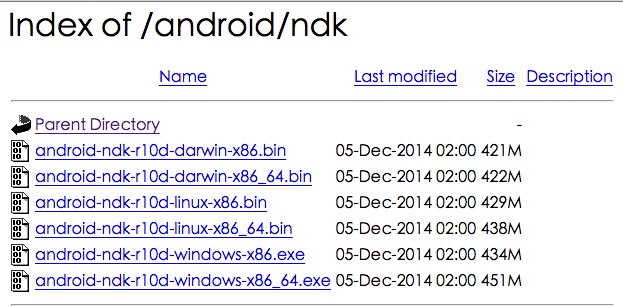 Index of /android/ndk
Name Last modified Size Description
Parent Directory -
android-ndk-r10d-darwin-x86.bin 05-Dec-2014 02:00 421M
android-ndk-r10d-darwin-x86_64.bin 05-Dec-2014 02:00 422M
android-ndk-r10d-linux-x86.bin 05-Dec-2014 02:00 429M
android-ndk-r10d-linux-x86_64.bin 05-Dec-2014 02:00 438M
android-ndk-r10d-windows-x86.exe 05-Dec-2014 02:00 434M
android-ndk-r10d-windows-x86_64.exe 05-Dec-2014 02:00 451M